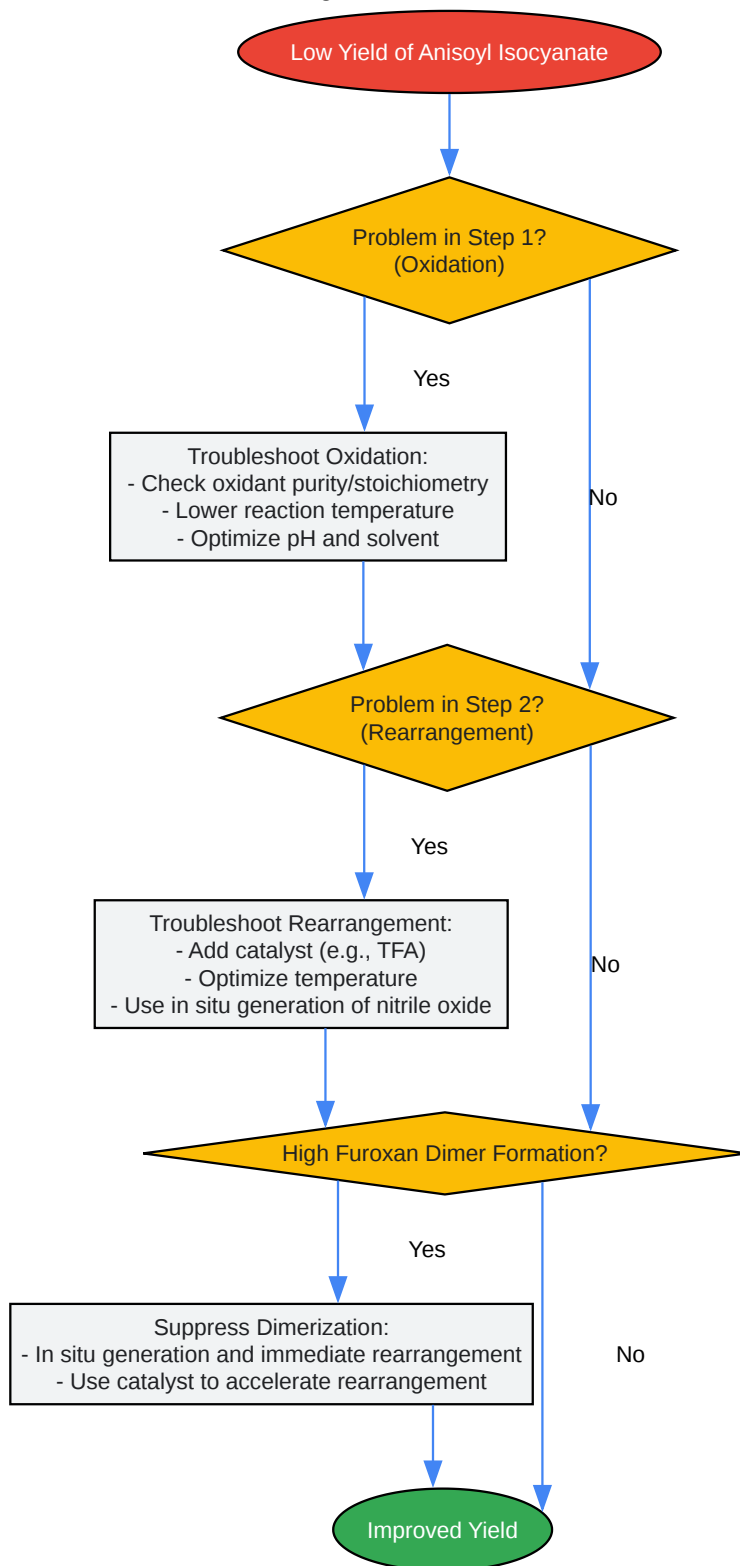 Low Yield of Anisoyl Isocyanate
Problem in Step 1?
(Oxidation)
Yes
Troubleshoot Oxidation:
- Check oxidant purity/stoichiometry
- Lower reaction temperature
- Optimize pH and solvent
No
Problem in Step 2?
(Rearrangement)
Yes
Troubleshoot Rearrangement:
- Add catalyst (e.g., TFA)
- Optimize temperature
- Use in situ generation of nitrile oxide
No
High Furoxan Dimer Formation?
Yes
Suppress Dimerization:
- In situ generation and immediate rearrangement
- Use catalyst to accelerate rearrangement
No
Improved Yield